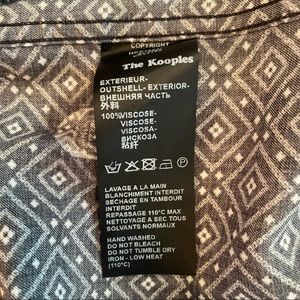 COPYRIGHT
The Kooples
EXTERIEUR-
OUTSHELL- EXTERIOR-
ВНЕШНЯЯ ЧАСТЬ
外料
100%VISCOSE-
VISCOSE-
VISCOSA-
ВИСКОЗА
粘纤
LAVAGE A LA MAIN
BLANCHIMENT INTERDIT
SECHAGE EN TAMBOUR
INTERDIT
REPASSAGE 110°C MAX
NETTOYAGE A SEC TOUS
SOLVANTS NORMAUX
HAND WASHED
DO NOT BLEACH
DO NOT TUMBLE DRY
IRON - LOW HEAT
(110°C)